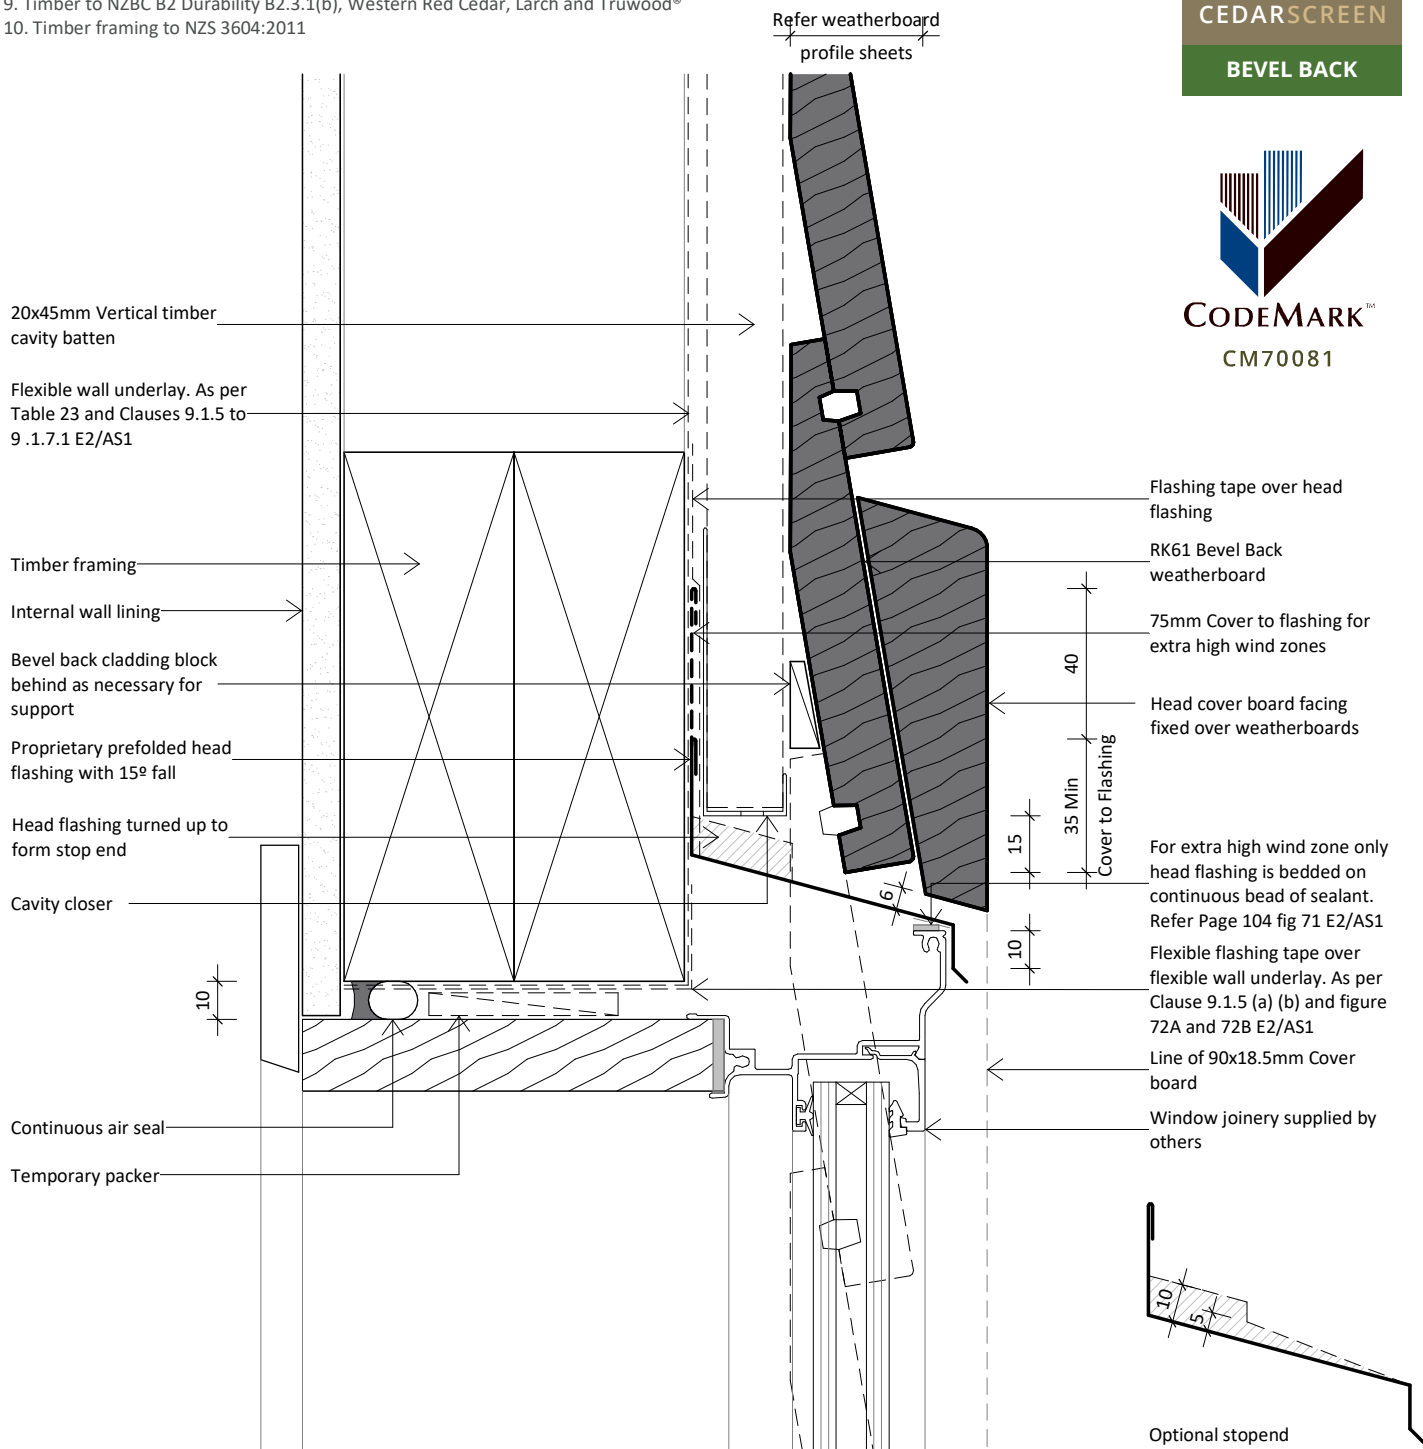 9. Timber to NZBC B2 Durability B2.3.1(b), Western Red Cedar, Larch and Truwood®
10. Timber framing to NZS 3604:2011
Refer weatherboard
profile sheets
CEDARSCREEN
BEVEL BACK
CODEMARK™
CM70081
20x45mm Vertical timber
cavity batten
Flexible wall underlay. As per
Table 23 and Clauses 9.1.5 to
9 .1.7.1 E2/AS1
Timber framing
Internal wall lining
Bevel back cladding block
behind as necessary for
support
Proprietary prefolded head
flashing with 15º fall
Head flashing turned up to
form stop end
Cavity closer
10
Continuous air seal
Temporary packer
Flashing tape over head
flashing
RK61 Bevel Back
weatherboard
75mm Cover to flashing for
extra high wind zones
40
Head cover board facing
fixed over weatherboards
35 Min
Cover to Flashing
15
6
10
For extra high wind zone only
head flashing is bedded on
continuous bead of sealant.
Refer Page 104 fig 71 E2/AS1
Flexible flashing tape over
flexible wall underlay. As per
Clause 9.1.5 (a) (b) and figure
72A and 72B E2/AS1
Line of 90x18.5mm Cover
board
Window joinery supplied by
others
10
5
Optional stopend